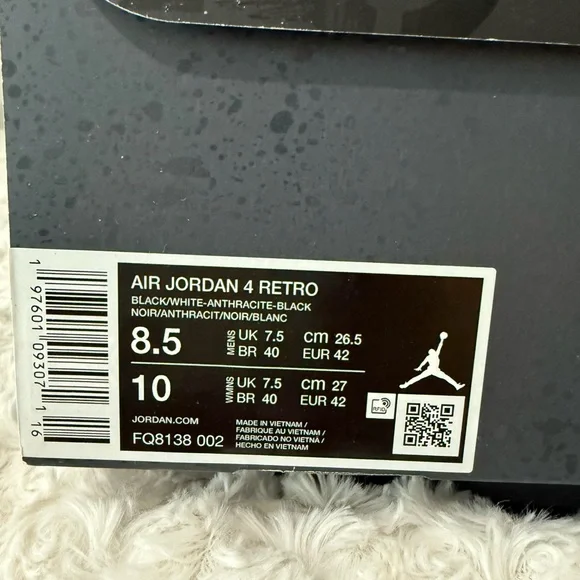 AIR JORDAN 4 RETRO
BLACK/WHITE-ANTHRACITE-BLACK
NOIR/ANTHRACIT/NOIR/BLANC
8.5 MENS UK 7.5 CM 26.5
BR 40 EUR 42
10 WMNS UK 7.5 CM 27
BR 40 EUR 42
JORDAN.COM
FQ8138 002
MADE IN VIETNAM /
FABRIQUE AU VIETNAM /
FABRICADO NO VIETNÃ /
HECHO EN VIETNAM
RFID
1 97601 09307 1 16